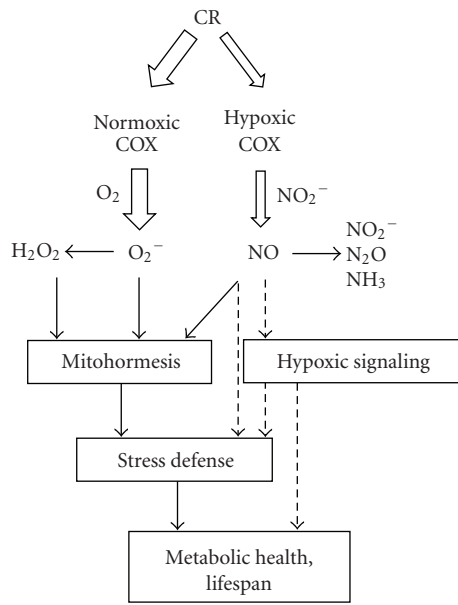 CR
Normoxic
COX
Hypoxic
COX
O₂
NO₂⁻
H₂O₂
O₂⁻
NO
NO₂⁻
N₂O
NH₃
Mitohormesis
Hypoxic signaling
Stress defense
Metabolic health,
lifespan